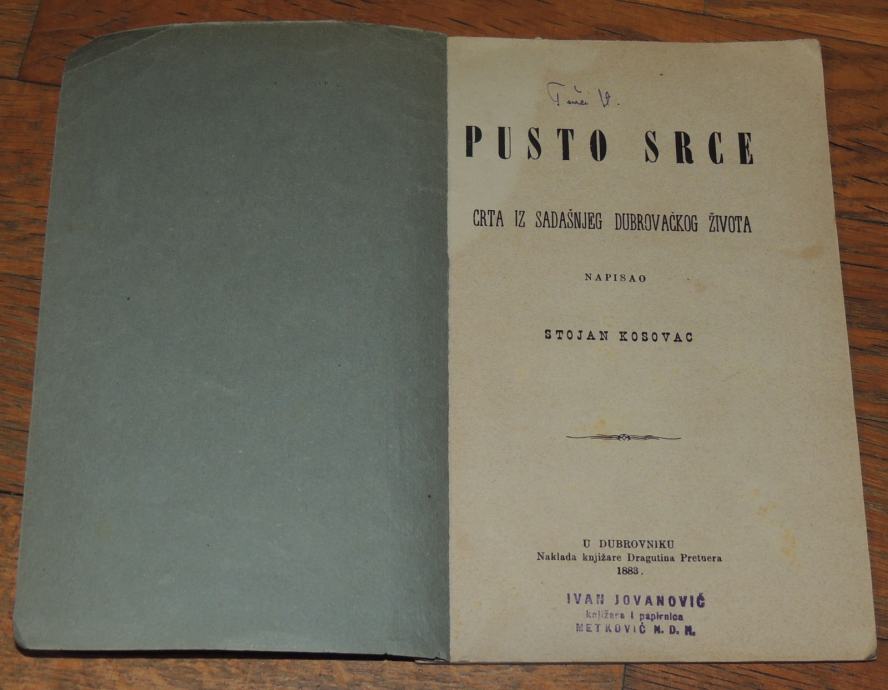 PUSTO SRCE
CRTA IZ SADAŠNJEG DUBROVAČKOG ŽIVOTA
NAPISAO
STOJAN KOSOVAC
U DUBROVNIKU
Naklada knjižare Dragutina Pretnera
1883.
IVAN JOVANOVIĆ
knjižara i papirnica
METKOVIĆ N. D. H.